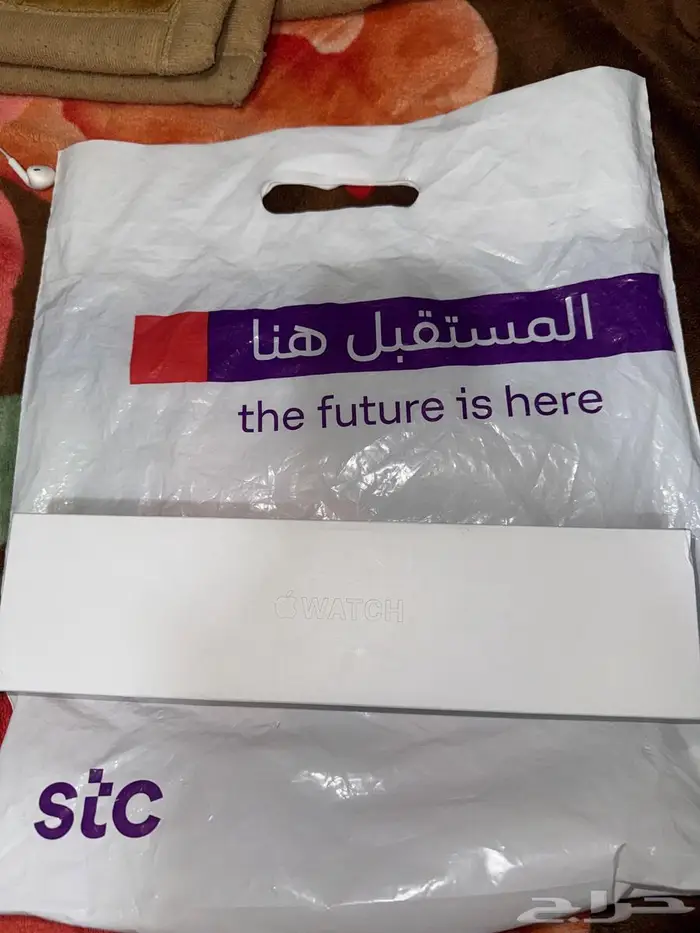 المستقبل هنا
the future is here
WATCH
stc
حراج